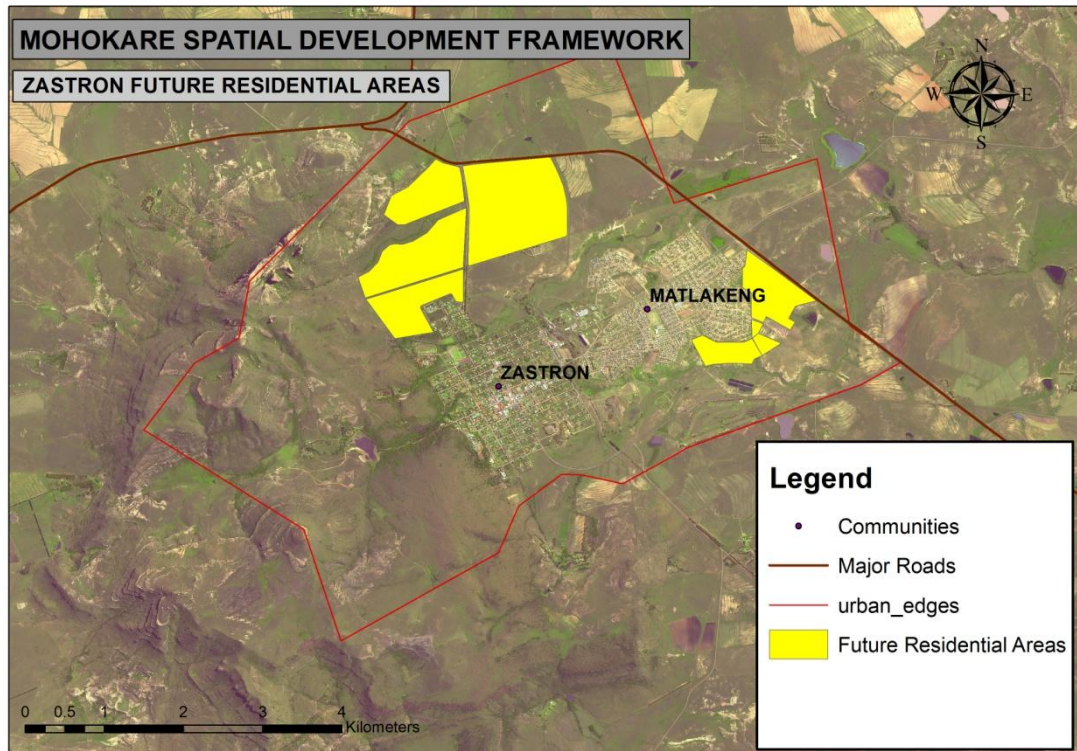 MOHOKARE SPATIAL DEVELOPMENT FRAMEWORK
ZASTRON FUTURE RESIDENTIAL AREAS
N
W E
S
MATLAKENG
ZASTRON
Legend
Communities
Major Roads
urban_edges
Future Residential Areas
0 0.5 1 2 3 4
Kilometers